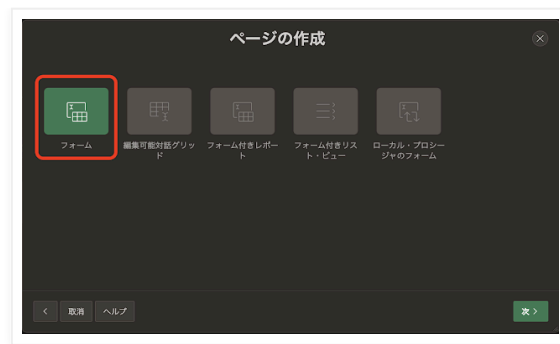 ページの作成
フォーム
編集可能対話グリッ
ド
フォーム付きレポー
ト
フォーム付きリス
ト・ビュー
ローカル・プロシー
ジャのフォーム
取消
ヘルプ
次